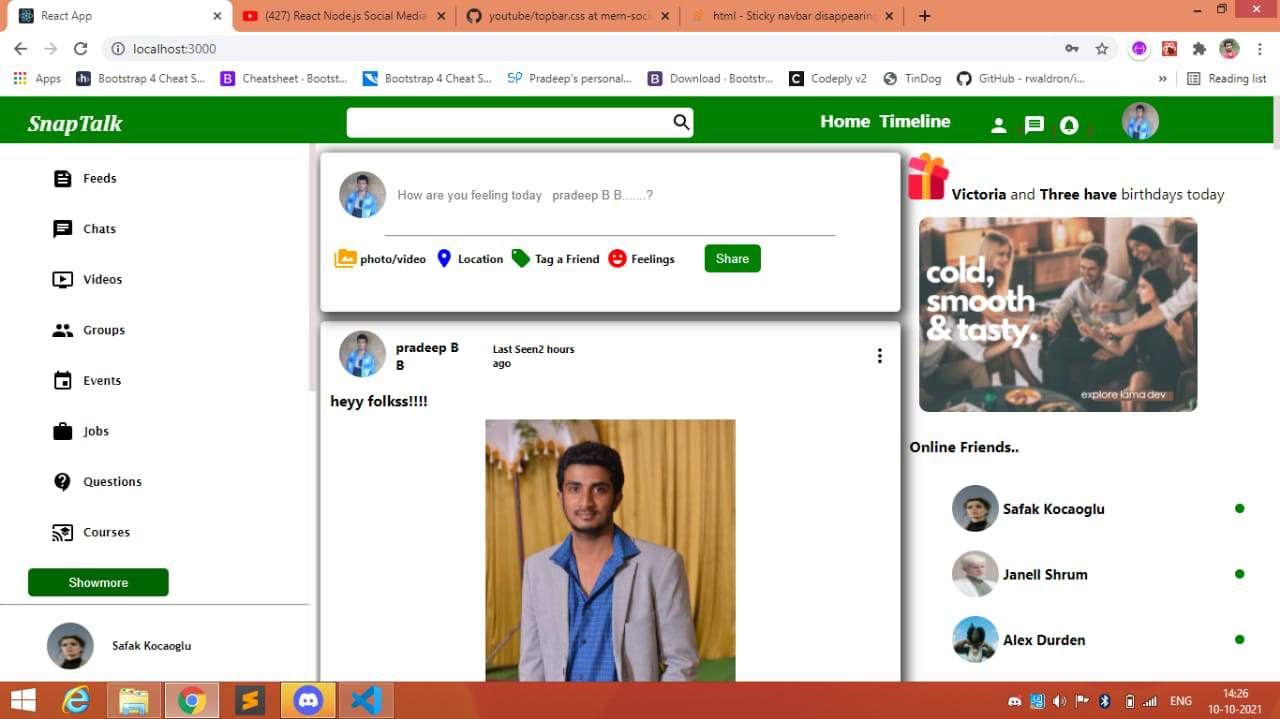 React App
(427) React Node.js Social Media
youtube/topbar.css at mern-soci
html - Sticky navbar disappearing
localhost:3000
Apps
Bootstrap 4 Cheat S...
Cheatsheet · Bootst...
Bootstrap 4 Cheat S...
Pradeep's personal...
Download · Bootstr...
Codeply v2
TinDog
GitHub - rwaldron/i...
»
Reading list
SnapTalk
Home Timeline
Feeds
Chats
Videos
Groups
Events
Jobs
Questions
Courses
Showmore
Safak Kocaoglu
How are you feeling today pradeep B B.......?
photo/video
Location
Tag a Friend
Feelings
Share
pradeep B
B
Last Seen2 hours
ago
heyy folkss!!!!
Victoria and Three have birthdays today
cold,
smooth
& tasty.
explore lama dev
Online Friends..
Safak Kocaoglu
Janell Shrum
Alex Durden
ENG
14:26
10-10-2021